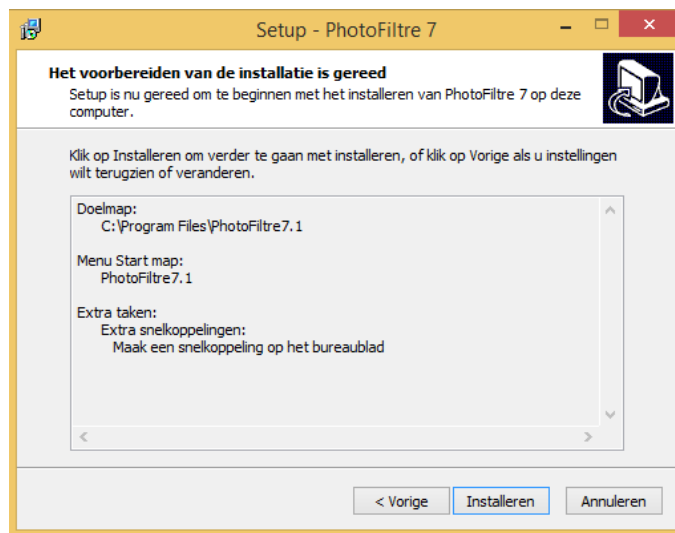 Setup - PhotoFiltre 7
Het voorbereiden van de installatie is gereed
Setup is nu gereed om te beginnen met het installeren van PhotoFiltre 7 op deze
computer.
Klik op Installeren om verder te gaan met installeren, of klik op Vorige als u instellingen
wilt terugzien of veranderen.
Doelmap:
C:\Program Files\PhotoFiltre7.1
Menu Start map:
PhotoFiltre7.1
Extra taken:
Extra snelkoppelingen:
Maak een snelkoppeling op het bureaublad
< Vorige
Installeren
Annuleren